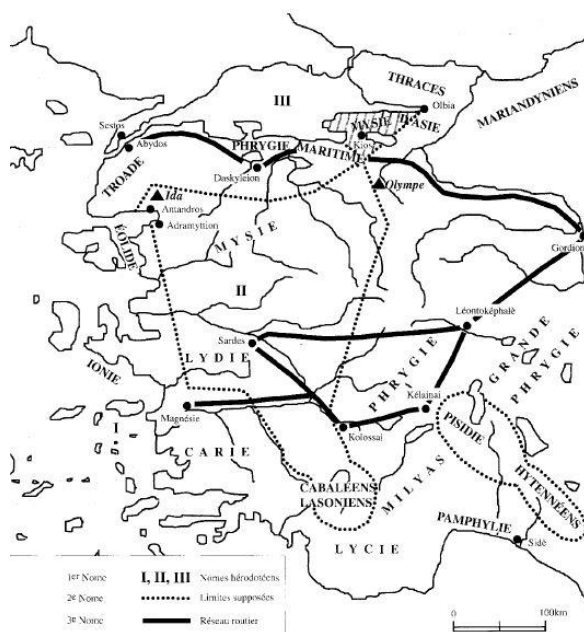 THRACES
Olbia
III
MARIANDYNIENS
MYSIE D'ASIE
Sestos
Abydos
PHRYGIE MARITIME
Kios
TROADE
Daskyleion
Olympe
Ida
Antandros
Adramyttion
ÉOLIDE
MYSIE
Gordion
II
Léontoképhalè
Sardes
LYDIE
GRANDE
PHRYGIE
PHRYGIE
IONIE
Kélainai
Magnésie
I
Kolossai
PISIDIE
CARIE
MILYAS
CABALÉENS
LASONIENS
HYTENNÉENS
PAMPHYLIE
Sidè
LYCIE
1er Nome
I, II, III Nomes hérodotéens
2e Nome
Limites supposées
3e Nome
Réseau routier
0
100km